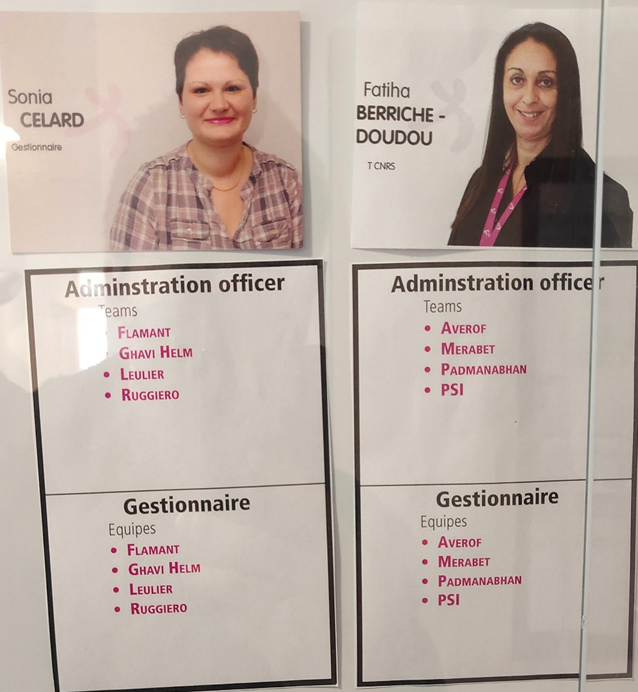 Sonia
CELARD
Gestionnaire
Adminstration officer
Teams
• FLAMANT
• GHAVI HELM
• LEULIER
• RUGGIERO
Gestionnaire
Equipes
• FLAMANT
• GHAVI HELM
• LEULIER
• RUGGIERO
Fatiha
BERRICHE -
DOUDOU
T CNRS
Adminstration officer
Teams
• AVEROF
• MERABET
• PADMANABHAN
• PSI
Gestionnaire
Equipes
• AVEROF
• MERABET
• PADMANABHAN
• PSI